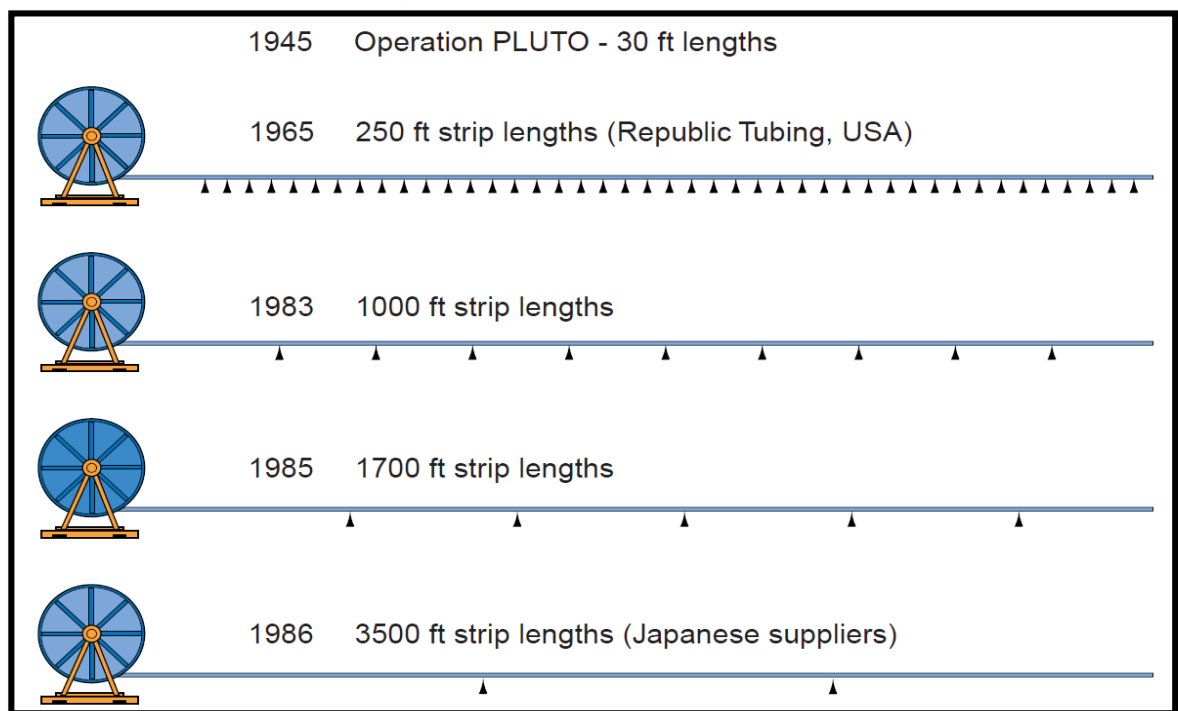 1945 Operation PLUTO - 30 ft lengths
1965 250 ft strip lengths (Republic Tubing, USA)
1983 1000 ft strip lengths
1985 1700 ft strip lengths
1986 3500 ft strip lengths (Japanese suppliers)